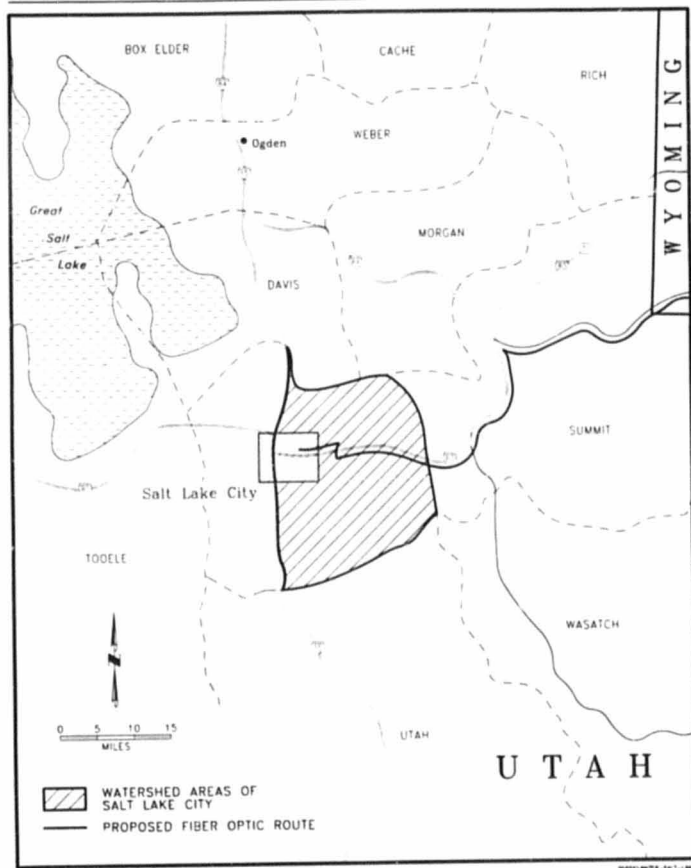 BOX ELDER
CACHE
RICH
WYOMING
Ogden
WEBER
Great
Salt
Lake
MORGAN
DAVIS
SUMMIT
Salt Lake City
TOOELE
WASATCH
0 5 10 15
MILES
UTAH
UTAH
WATERSHED AREAS OF
SALT LAKE CITY
PROPOSED FIBER OPTIC ROUTE